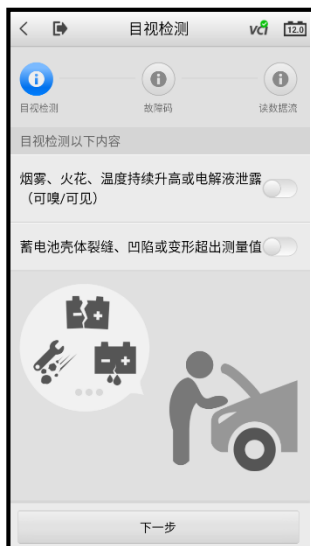 目视检测
vci
12.0
目视检测
故障码
读数据流
目视检测以下内容
烟雾、火花、温度持续升高或电解液泄露
（可嗅/可见）
蓄电池壳体裂缝、凹陷或变形超出测量值
下一步